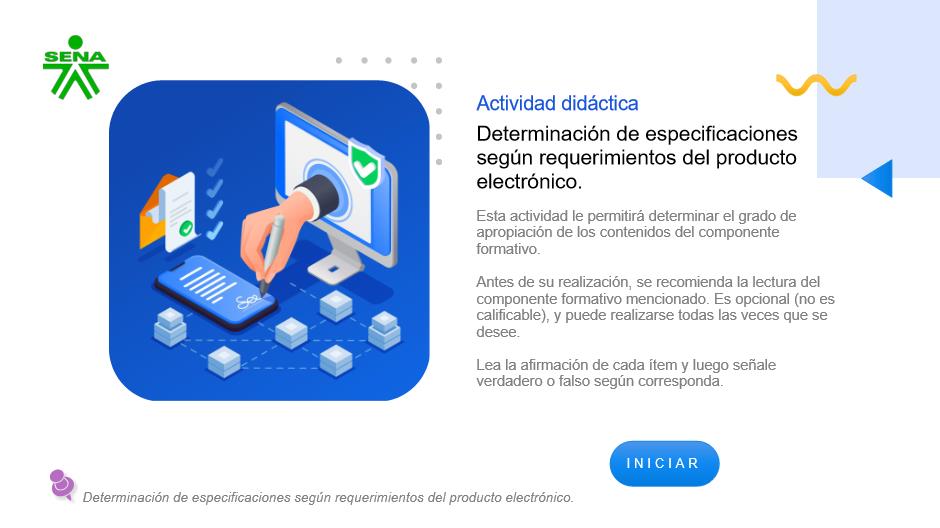 SENA
Actividad didáctica
Determinación de especificaciones
según requerimientos del producto
electrónico.
Esta actividad le permitirá determinar el grado de
apropiación de los contenidos del componente
formativo.
Antes de su realización, se recomienda la lectura del
componente formativo mencionado. Es opcional (no es
calificable), y puede realizarse todas las veces que se
desee.
Lea la afirmación de cada ítem y luego señale
verdadero o falso según corresponda.
INICIAR
Determinación de especificaciones según requerimientos del producto electrónico.